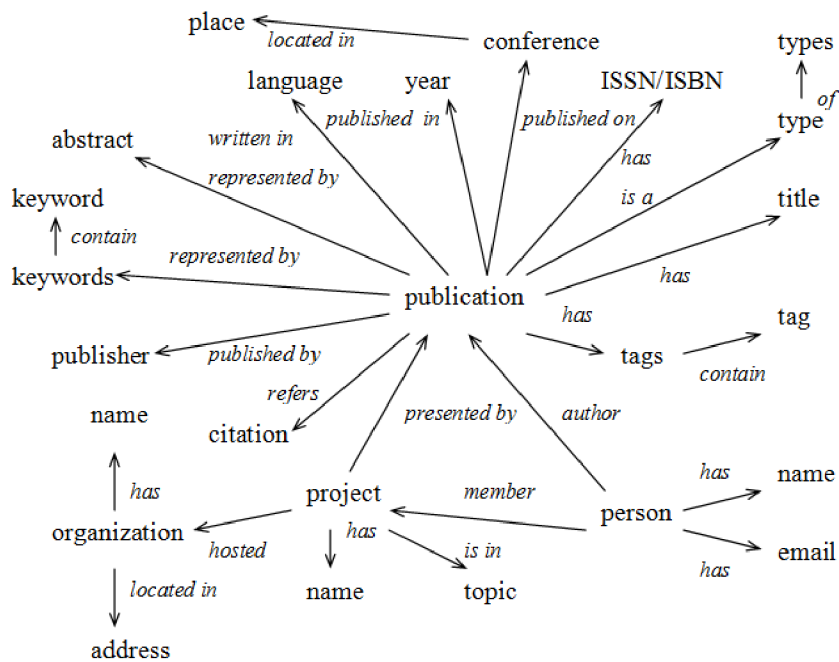 place
located in
conference
types
language
year
ISSN/ISBN
of
published in
published on
type
abstract
written in
has
represented by
is a
keyword
title
contain
represented by
keywords
has
publication
has
tag
publisher
published by
tags
contain
refers
name
presented by
author
citation
has
project
member
has
name
organization
hosted
has
is in
person
has
email
located in
name
topic
address